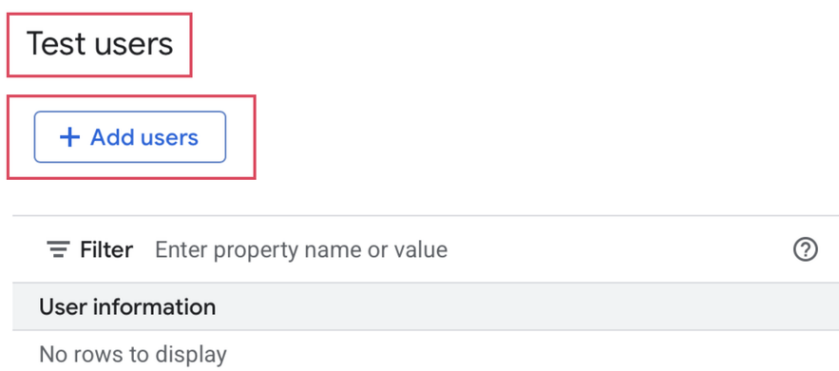 Test users
+ Add users
Filter Enter property name or value
User information
No rows to display